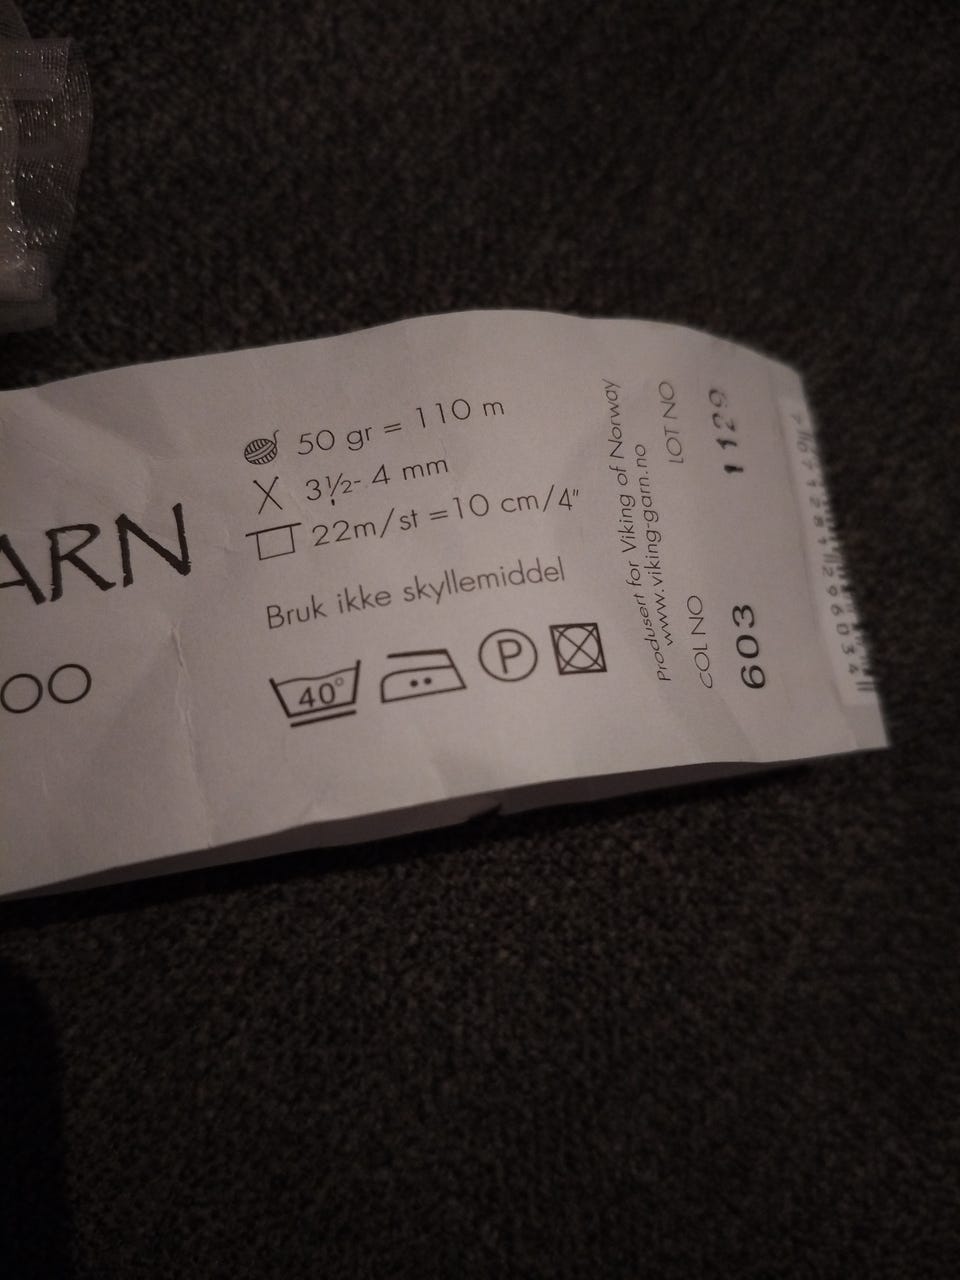 ARN
OO
50 gr = 110 m
3½- 4 mm
22m/st =10 cm/4"
Bruk ikke skyllemiddel
40°
P
Produsert for Viking of Norway
www.viking-garn.no
COL NO
603
LOT NO
1129